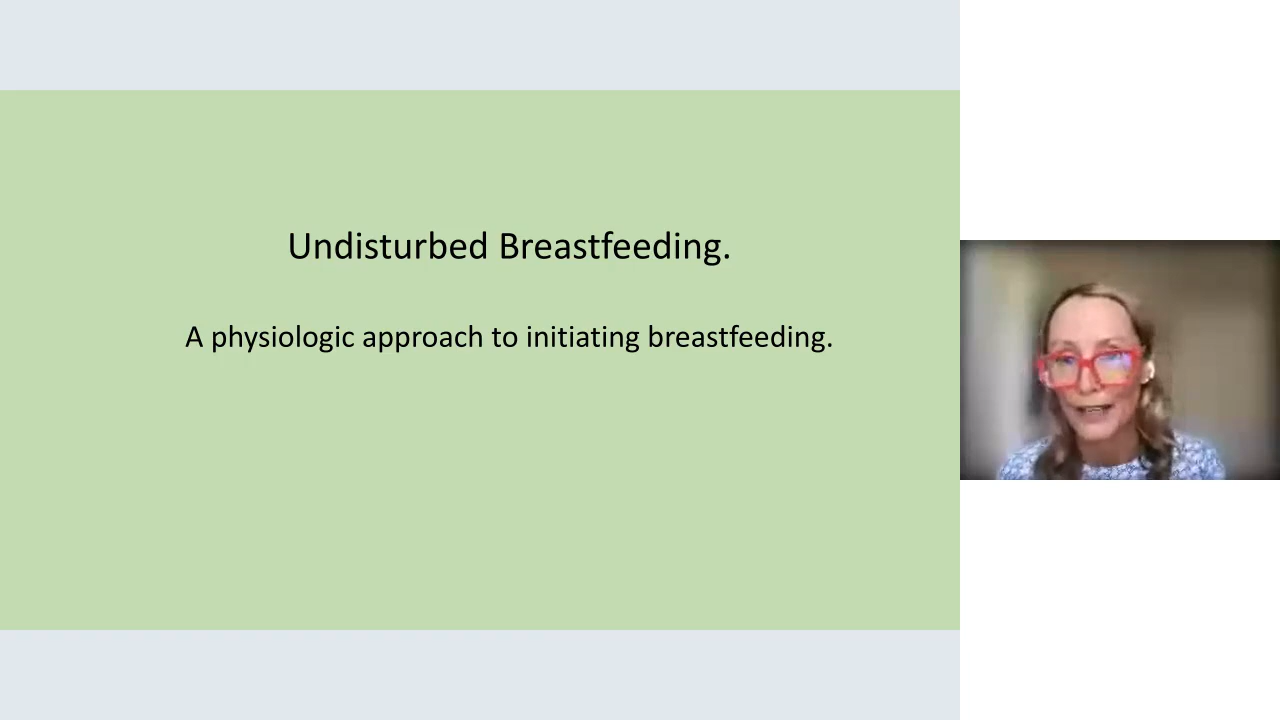 Undisturbed Breastfeeding.
A physiologic approach to initiating breastfeeding.